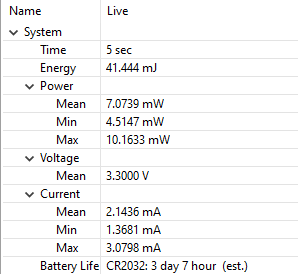 Name Live
System
Time 5 sec
Energy 41.444 mJ
Power
Mean 7.0739 mW
Min 4.5147 mW
Max 10.1633 mW
Voltage
Mean 3.3000 V
Current
Mean 2.1436 mA
Min 1.3681 mA
Max 3.0798 mA
Battery Life CR2032: 3 day 7 hour (est.)